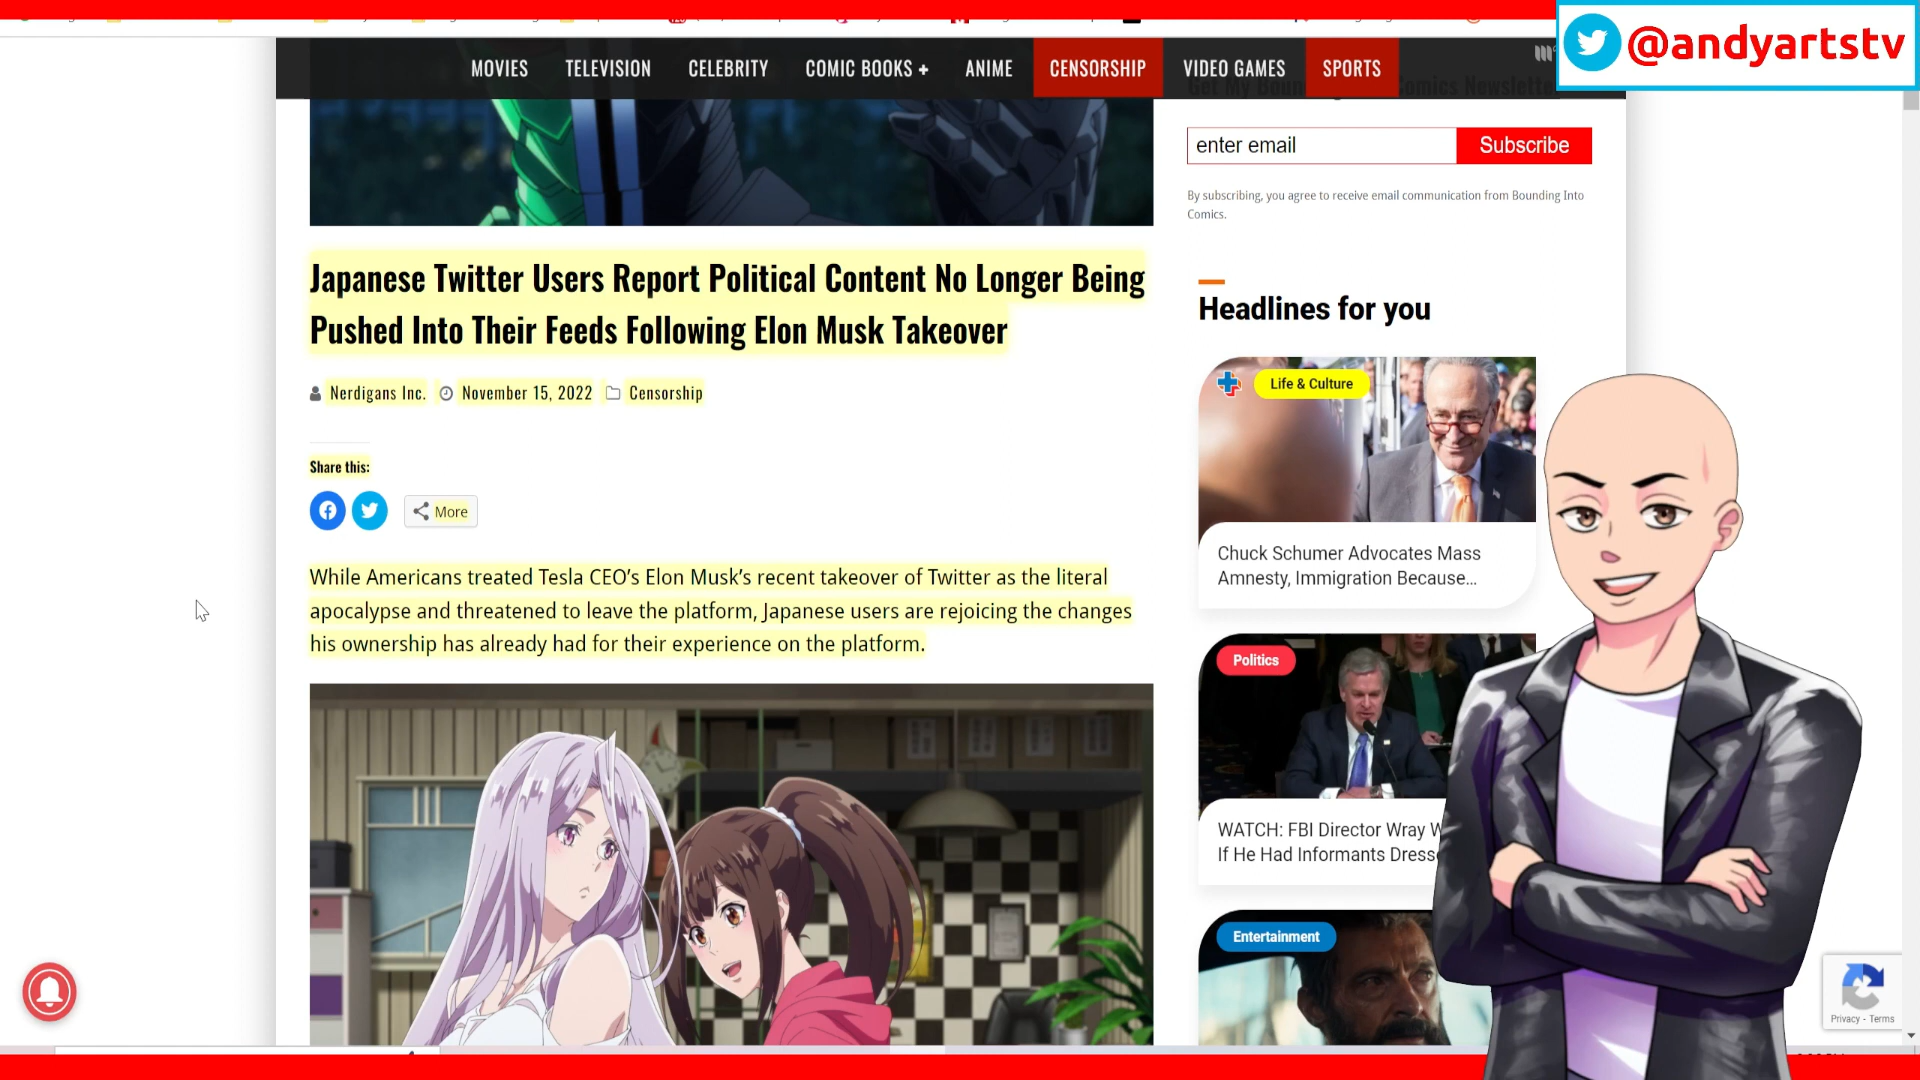 @andyartstv
MOVIES TELEVISION CELEBRITY COMIC BOOKS + ANIME CENSORSHIP VIDEO GAMES SPORTS
enter email Subscribe
By subscribing, you agree to receive email communication from Bounding Into
Comics.
Japanese Twitter Users Report Political Content No Longer Being
Pushed Into Their Feeds Following Elon Musk Takeover
Nerdigans Inc. November 15, 2022 Censorship
Share this:
More
While Americans treated Tesla CEO’s Elon Musk’s recent takeover of Twitter as the literal
apocalypse and threatened to leave the platform, Japanese users are rejoicing the changes
his ownership has already had for their experience on the platform.
Headlines for you
Life & Culture
Chuck Schumer Advocates Mass
Amnesty, Immigration Because...
Politics
WATCH: FBI Director Wray W
If He Had Informants Dress
Entertainment
Privacy - Terms